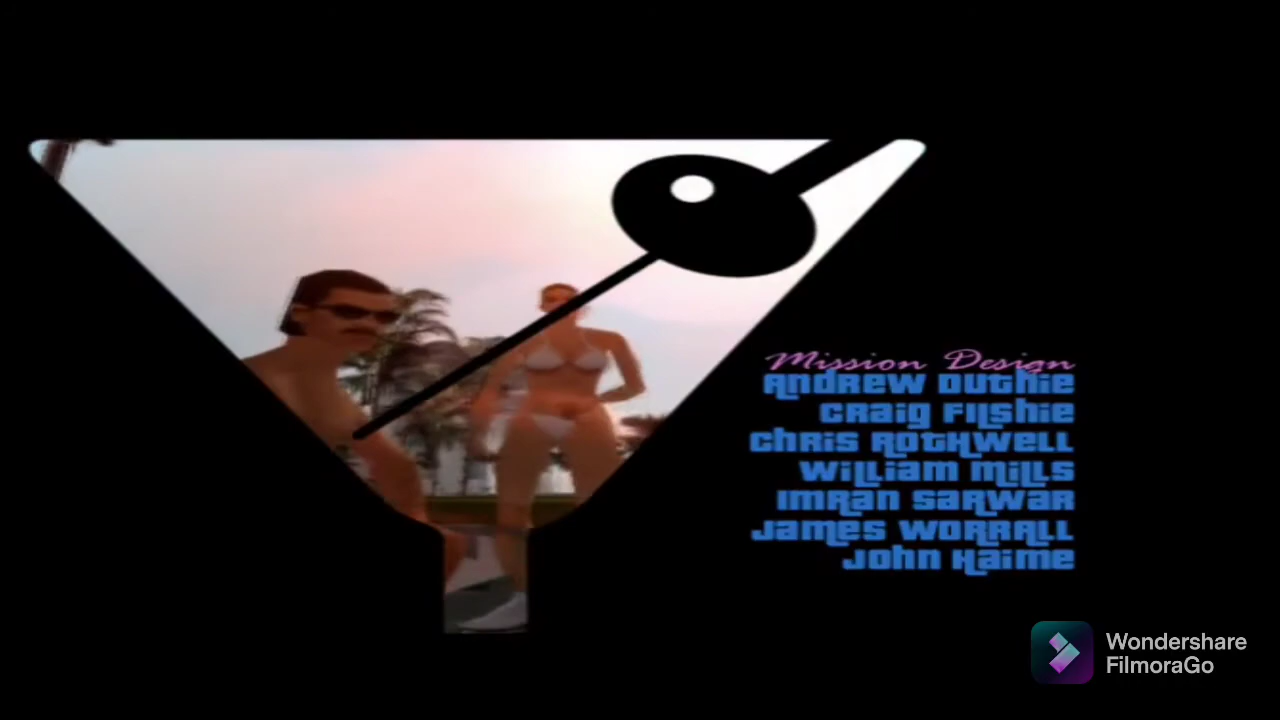 Mission Design
Andrew Duthie
Craig Filshie
Chris Rothwell
William Mills
Imran Sarwar
James Worrall
John Haime
Wondershare
FilmoraGo